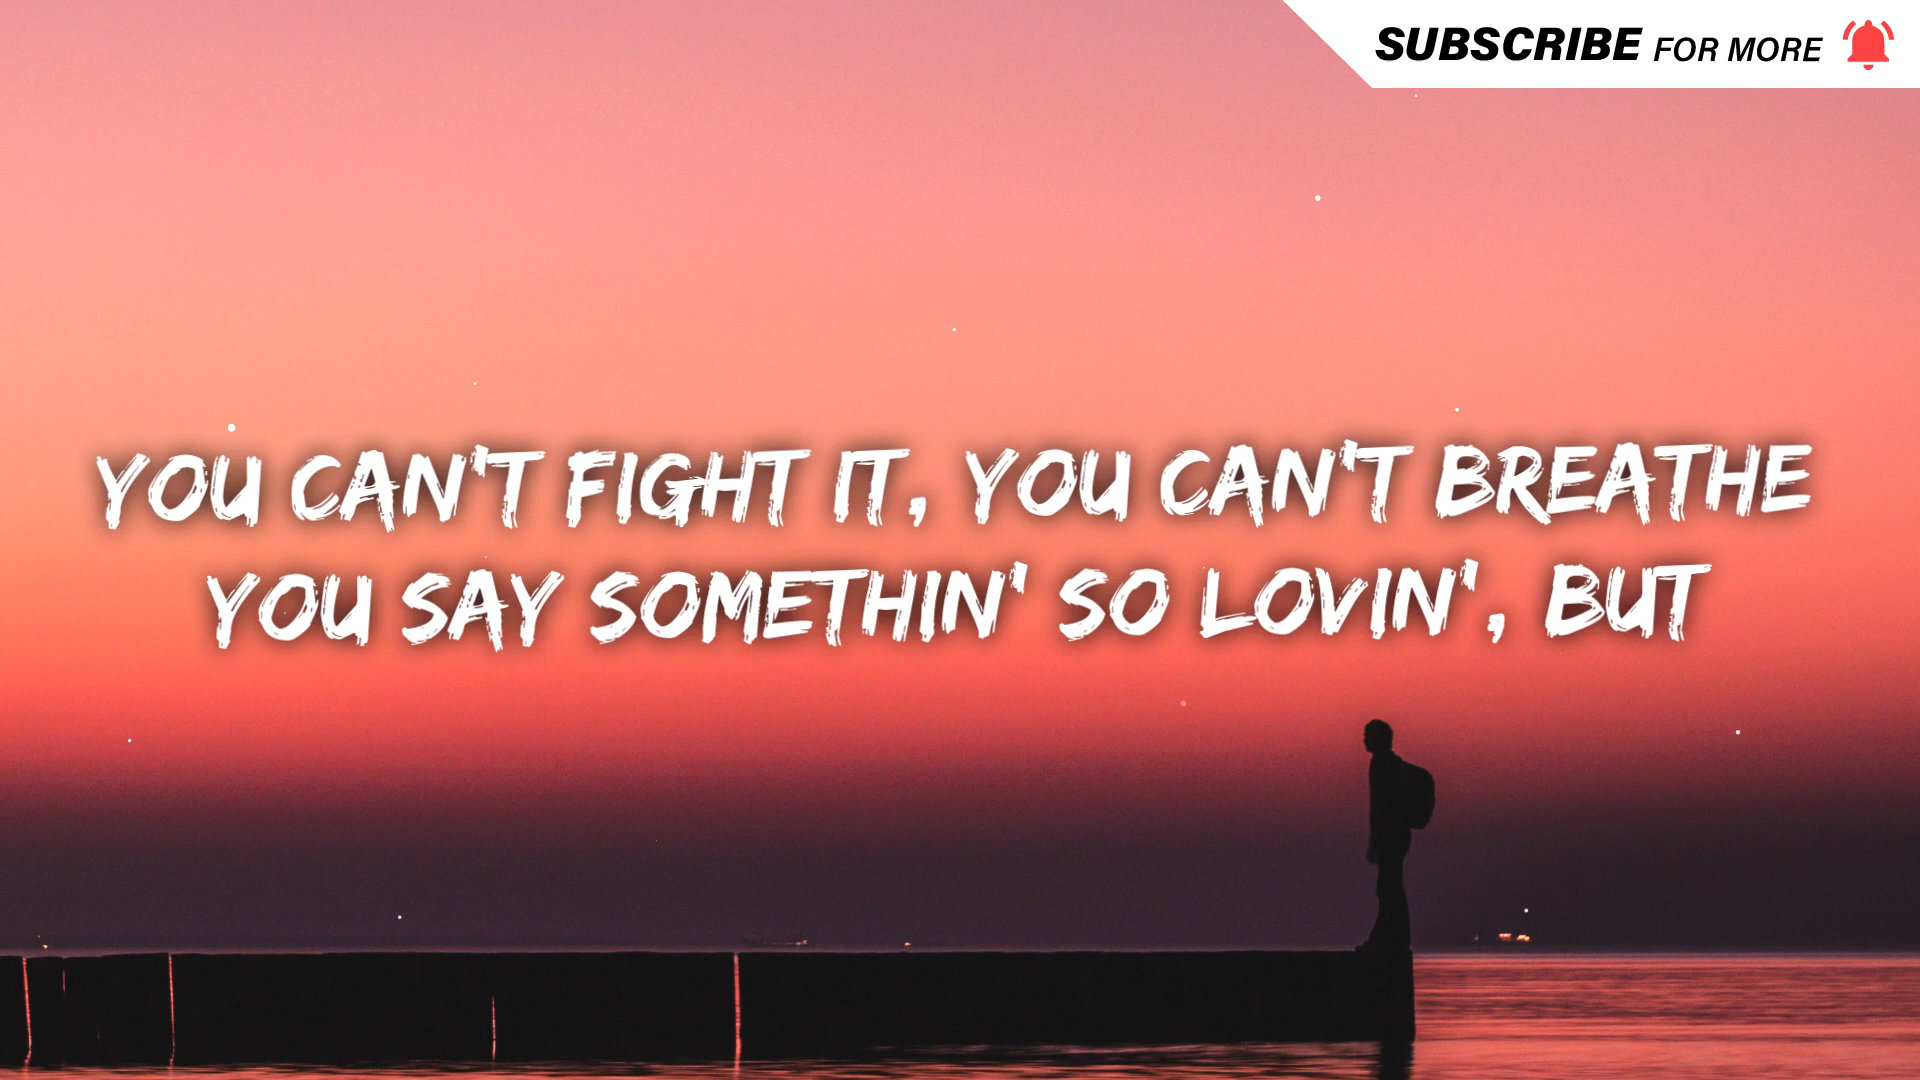 SUBSCRIBE FOR MORE
YOU CAN'T FIGHT IT, YOU CAN'T BREATHE
YOU SAY SOMETHIN' SO LOVIN', BUT